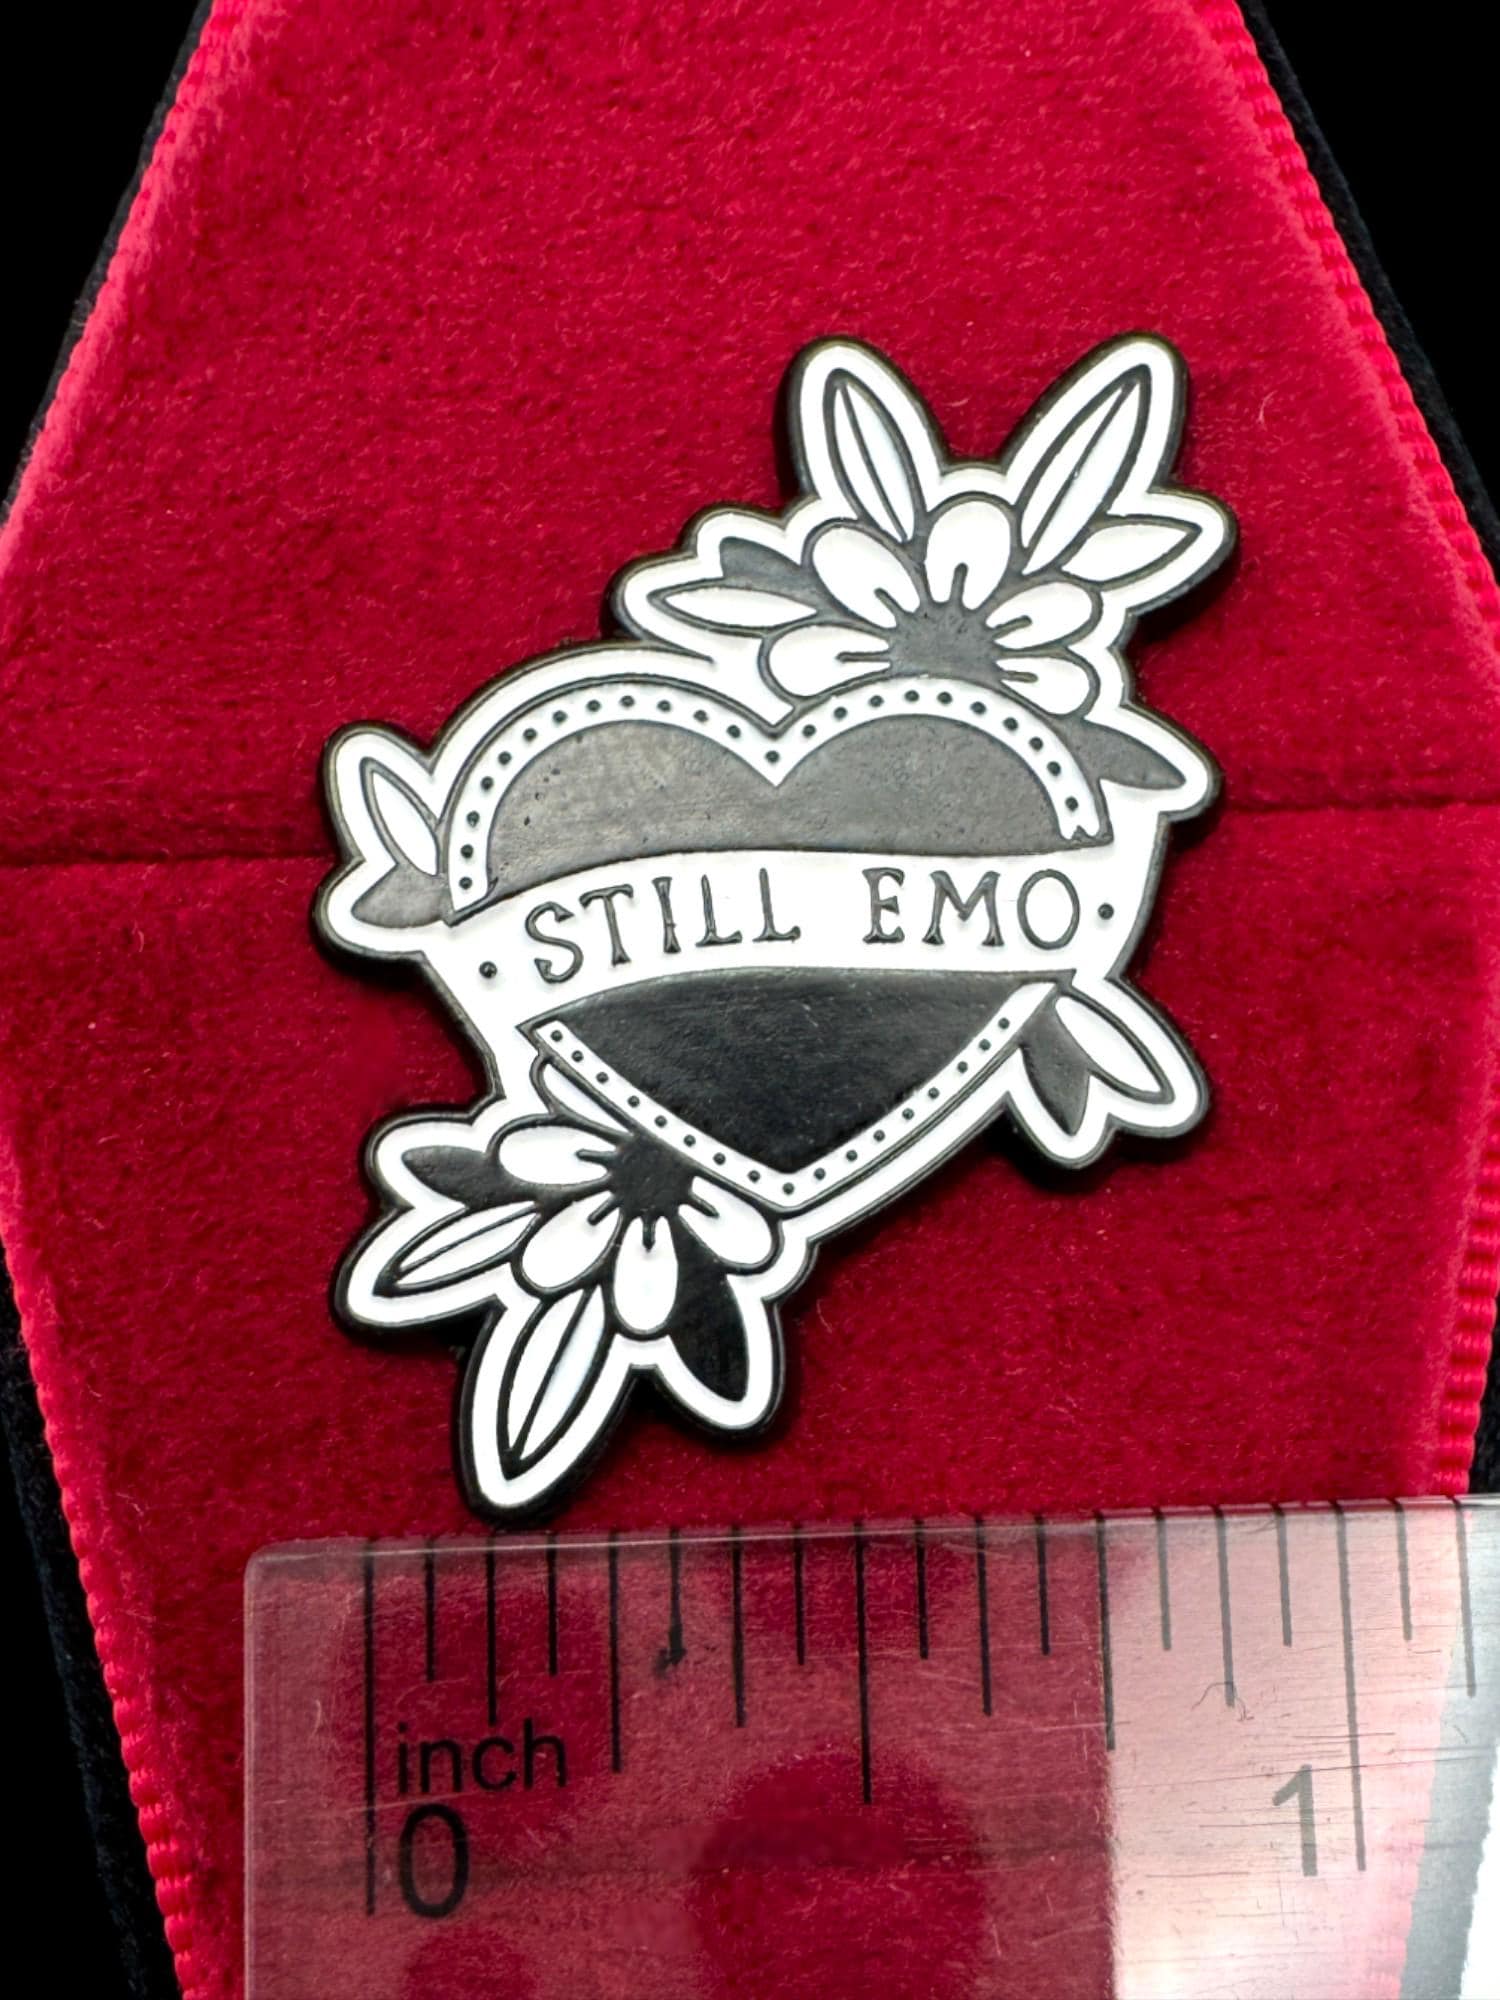 · STILL EMO ·
inch
0 1